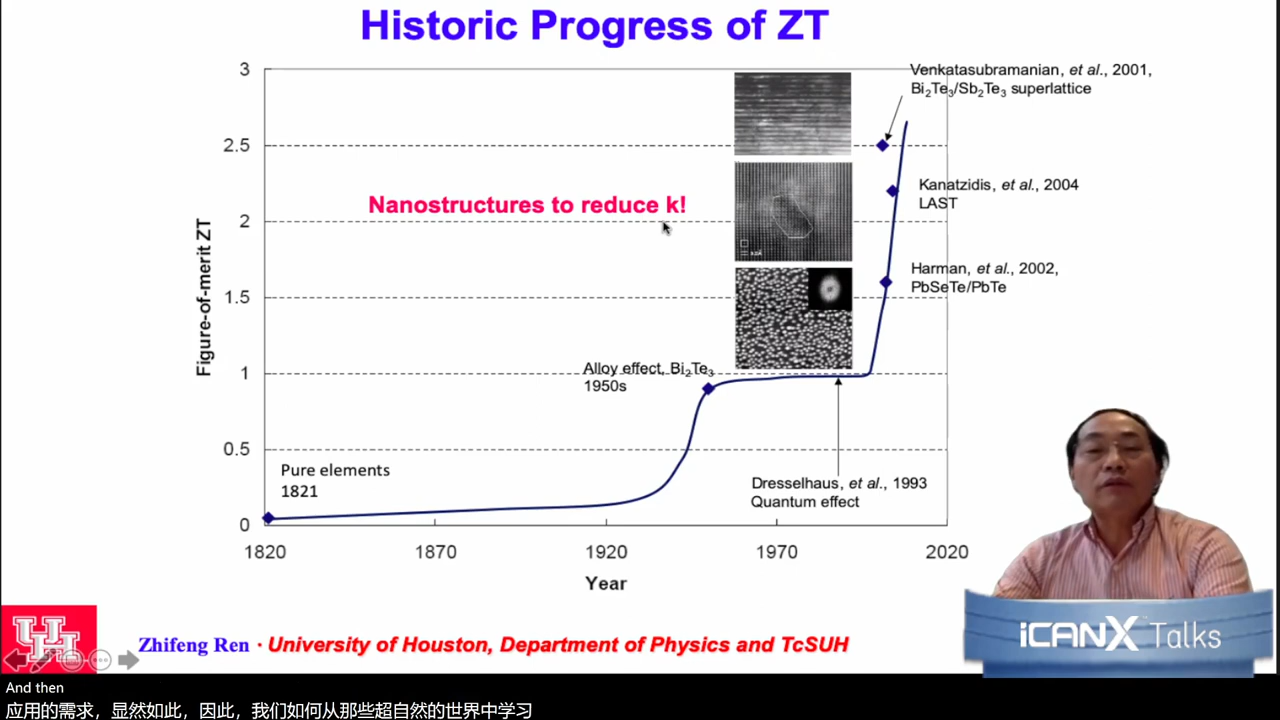 Historic Progress of ZT
3
2.5
2
1.5
1
0.5
0
Figure-of-merit ZT
1820
1870
1920
1970
2020
Year
Nanostructures to reduce k!
Venkatasubramanian, et al., 2001,
Bi₂Te₃/Sb₂Te₃ superlattice
Kanatzidis, et al., 2004
LAST
Harman, et al., 2002,
PbSeTe/PbTe
Alloy effect, Bi₂Te₃
1950s
Pure elements
1821
Dresselhaus, et al., 1993
Quantum effect
UH
Zhifeng Ren · University of Houston, Department of Physics and TcSUH
iCANX Talks
And then
应用的需求，显然如此，因此，我们如何从那些超自然的世界中学习